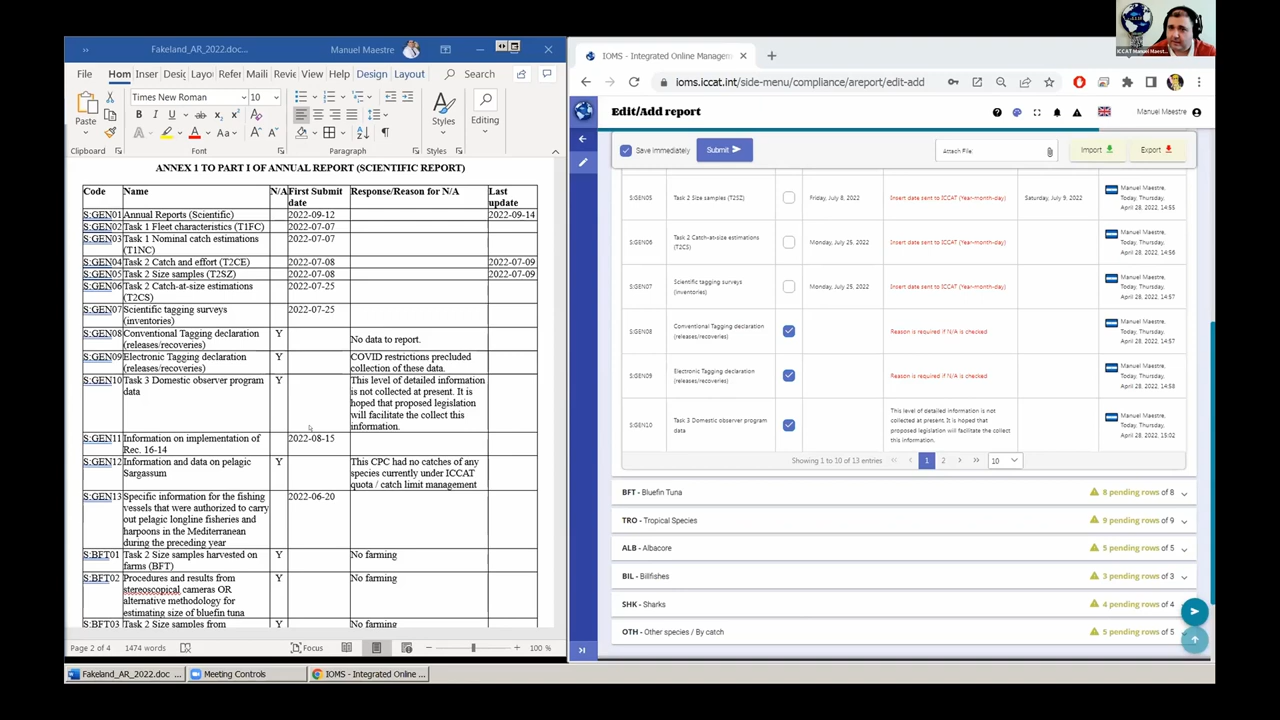 Fakeland_AR_2022.doc...
Manuel Maestre
File
Hom
Inser
Desi
Layo
Refer
Maili
Revie
View
Help
Design
Layout
Search
Paste
Times New Roman
10
Styles
Editing
Clipboard
Font
Paragraph
Styles
ANNEX 1 TO PART I OF ANNUAL REPORT (SCIENTIFIC REPORT)
Code Name N/A First Submit date Response/Reason for N/A Last update
S:GEN01 Annual Reports (Scientific) 2022-09-12 2022-09-14
S:GEN02 Task 1 Fleet characteristics (T1FC) 2022-07-07
S:GEN03 Task 1 Nominal catch estimations (T1NC) 2022-07-07
S:GEN04 Task 2 Catch and effort (T2CE) 2022-07-08 2022-07-09
S:GEN05 Task 2 Size samples (T2SZ) 2022-07-08 2022-07-09
S:GEN06 Task 2 Catch-at-size estimations (T2CS) 2022-07-25
S:GEN07 Scientific tagging surveys (inventories) 2022-07-25
S:GEN08 Conventional Tagging declaration (releases/recoveries) Y No data to report.
S:GEN09 Electronic Tagging declaration (releases/recoveries) Y COVID restrictions precluded collection of these data.
S:GEN10 Task 3 Domestic observer program data Y This level of detailed information is not collected at present. It is hoped that proposed legislation will facilitate the collect this information.
S:GEN11 Information on implementation of Rec. 16-14 2022-08-15
S:GEN12 Information and data on pelagic Sargassum Y This CPC had no catches of any species currently under ICCAT quota / catch limit management
S:GEN13 Specific information for the fishing vessels that were authorized to carry out pelagic longline fisheries and harpoons in the Mediterranean during the preceding year 2022-06-20
S:BFT01 Task 2 Size samples harvested on farms (BFT) Y No farming
S:BFT02 Procedures and results from stereoscopical cameras OR alternative methodology for estimating size of bluefin tuna Y No farming
S:BFT03 Task 2 Size samples from Y No farming
Page 2 of 4
1474 words
Focus
100 %
Fakeland_AR_2022.doc ...
Meeting Controls
IOMS - Integrated Online ...
IOMS - Integrated Online Managem
ioms.iccat.int/side-menu/compliance/areport/edit-add
Edit/Add report
Manuel Maestre
Save Immediately
Submit
Attach File.
Import
Export
S:GEN05 Task 2 Size samples (T2SZ) Friday, July 8, 2022 Insert date sent to ICCAT (Year-month-day) Saturday, July 9, 2022 Manuel Maestre, Today, Thursday, April 28, 2022, 14:55
S:GEN06 Task 2 Catch-at-size estimations (T2CS) Monday, July 25, 2022 Insert date sent to ICCAT (Year-month-day) Manuel Maestre, Today, Thursday, April 28, 2022, 14:56
S:GEN07 Scientific tagging surveys (inventories) Monday, July 25, 2022 Insert date sent to ICCAT (Year-month-day) Manuel Maestre, Today, Thursday, April 28, 2022, 14:57
S:GEN08 Conventional Tagging declaration (releases/recoveries) Reason is required if N/A is checked Manuel Maestre, Today, Thursday, April 28, 2022, 14:57
S:GEN09 Electronic Tagging declaration (releases/recoveries) Reason is required if N/A is checked Manuel Maestre, Today, Thursday, April 28, 2022, 14:58
S:GEN10 Task 3 Domestic observer program data This level of detailed information is not collected at present. It is hoped that proposed legislation will facilitate the collect this information. Manuel Maestre, Today, Thursday, April 28, 2022, 15:02
Showing 1 to 10 of 13 entries
1
2
10
BFT - Bluefin Tuna 8 pending rows of 8
TRO - Tropical Species 9 pending rows of 9
ALB - Albacore 5 pending rows of 5
BIL - Billfishes 3 pending rows of 3
SHK - Sharks 4 pending rows of 4
OTH - Other species / By catch 5 pending rows of 5
ICCAT Manuel Maest...